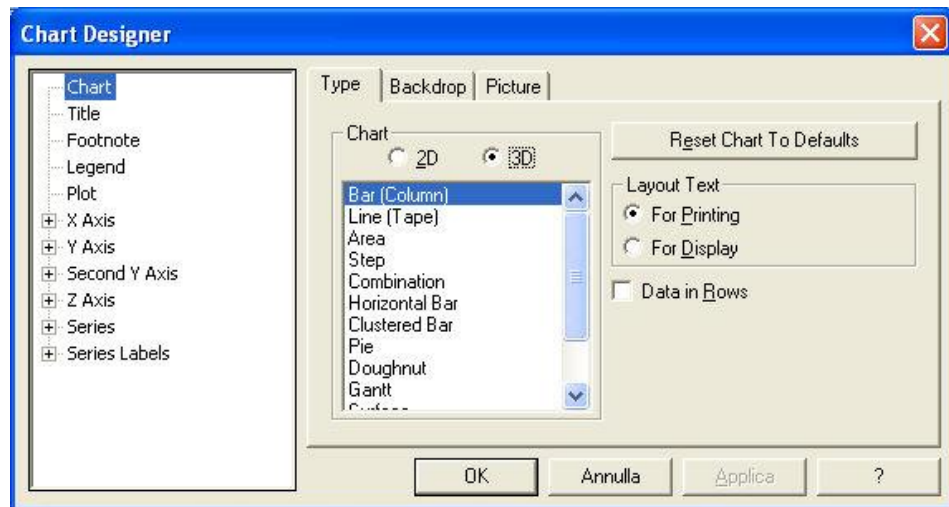 Chart Designer
Chart
Title
Footnote
Legend
Plot
X Axis
Y Axis
Second Y Axis
Z Axis
Series
Series Labels
Type
Backdrop
Picture
Chart
2D
3D
Bar (Column)
Line (Tape)
Area
Step
Combination
Horizontal Bar
Clustered Bar
Pie
Doughnut
Gantt
Reset Chart To Defaults
Layout Text
For Printing
For Display
Data in Rows
OK
Annulla
Applica
?